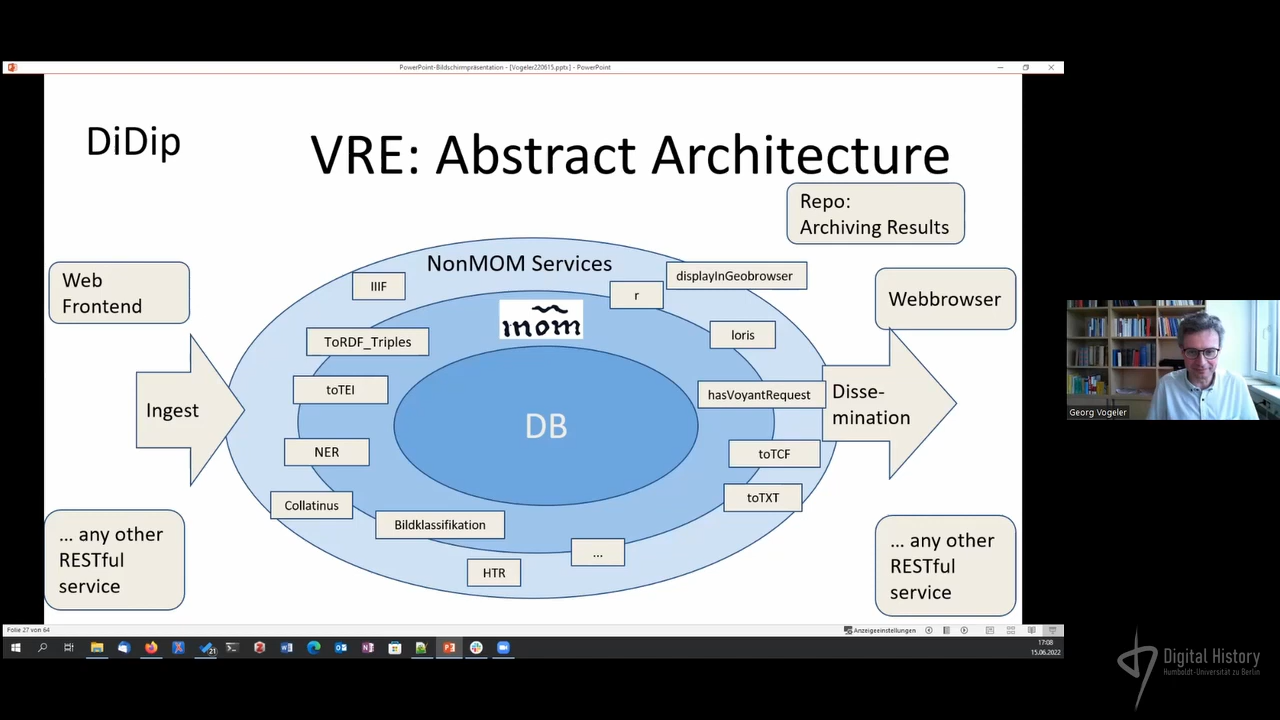 PowerPoint-Bildschirmpräsentation - [Vogeler220615.pptx] - PowerPoint
DiDip
VRE: Abstract Architecture
Repo:
Archiving Results
NonMOM Services
Web
Frontend
IIIF
displayInGeobrowser
r
Webbrowser
mom
loris
ToRDF_Triples
toTEI
hasVoyantRequest
Ingest
DB
Disse-
mination
NER
toTCF
toTXT
Collatinus
Bildklassifikation
...
HTR
... any other
RESTful
service
... any other
RESTful
service
Georg Vogeler
Folie 27 von 64
Anzeigeeinstellungen
21
17:08
15.06.2022
Digital History
Humboldt-Universität zu Berlin